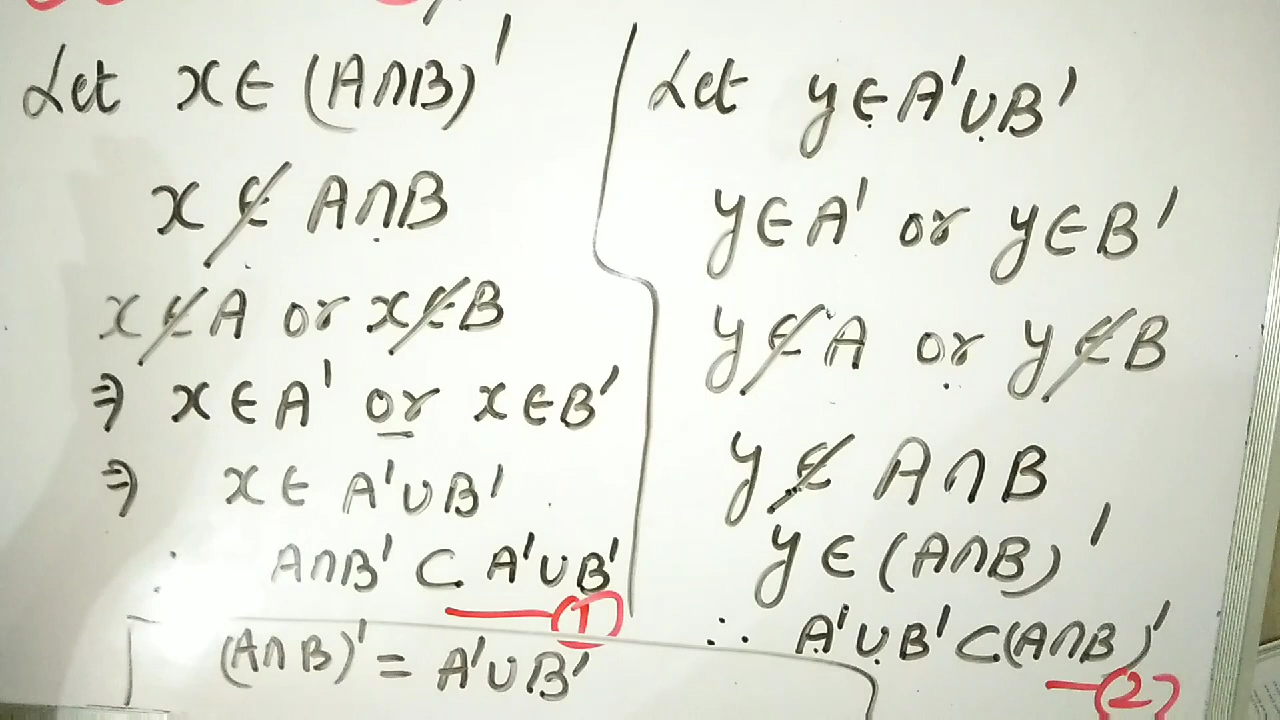 Let x ∈ (A∩B)'
x ∉ A∩B
x ∉ A or x ∉ B
⇒ x ∈ A' or x ∈ B'
⇒ x ∈ A'∪B'
∴ A∩B' ⊂ A'∪B'
(1)
(A∩B)' = A'∪B'
Let y ∈ A'∪B'
y ∈ A' or y ∈ B'
y ∉ A or y ∉ B
y ∉ A∩B
y ∈ (A∩B)'
∴ A'∪B' ⊂ (A∩B)'
(2)